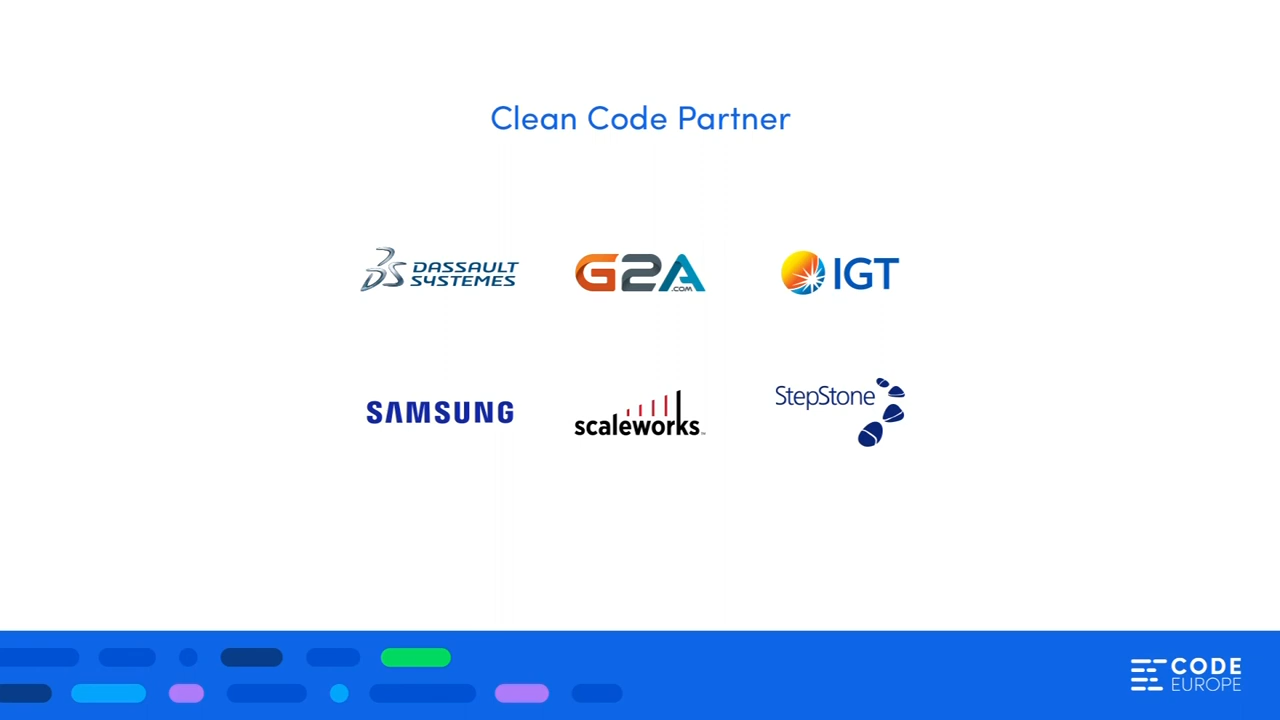 Clean Code Partner
DASSAULT
SYSTEMES
G2A
.COM
IGT
SAMSUNG
scaleworks
StepStone
CODE
EUROPE